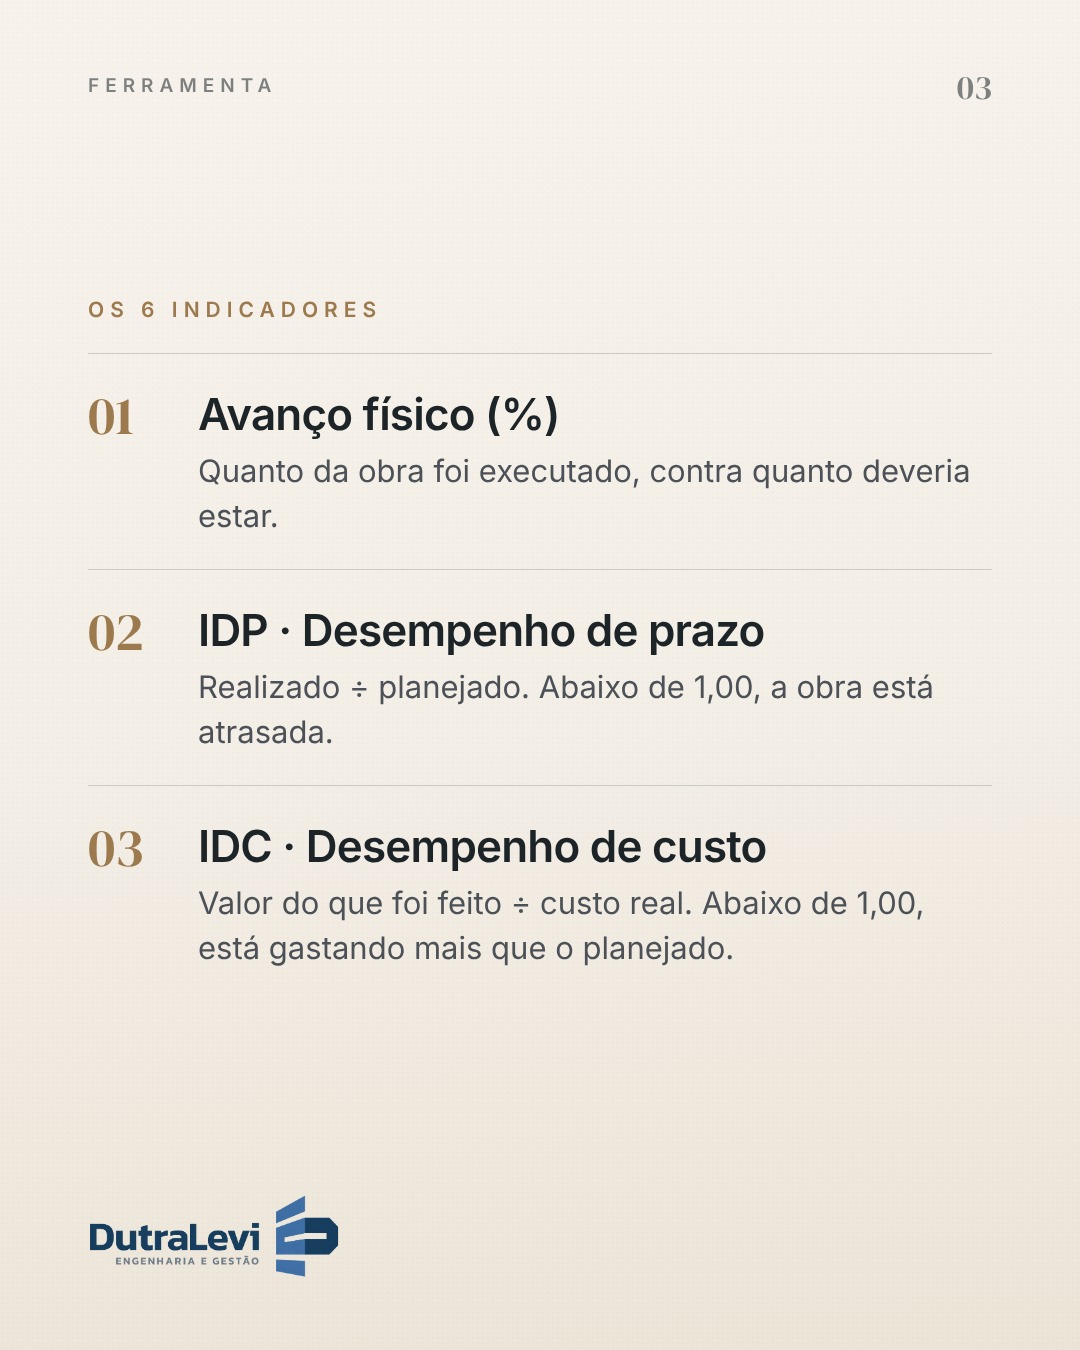 FERRAMENTA
03
OS 6 INDICADORES
01
Avanço físico (%)
Quanto da obra foi executado, contra quanto deveria
estar.
02
IDP · Desempenho de prazo
Realizado ÷ planejado. Abaixo de 1,00, a obra está
atrasada.
03
IDC · Desempenho de custo
Valor do que foi feito ÷ custo real. Abaixo de 1,00,
está gastando mais que o planejado.
DutraLevi
ENGENHARIA E GESTÃO